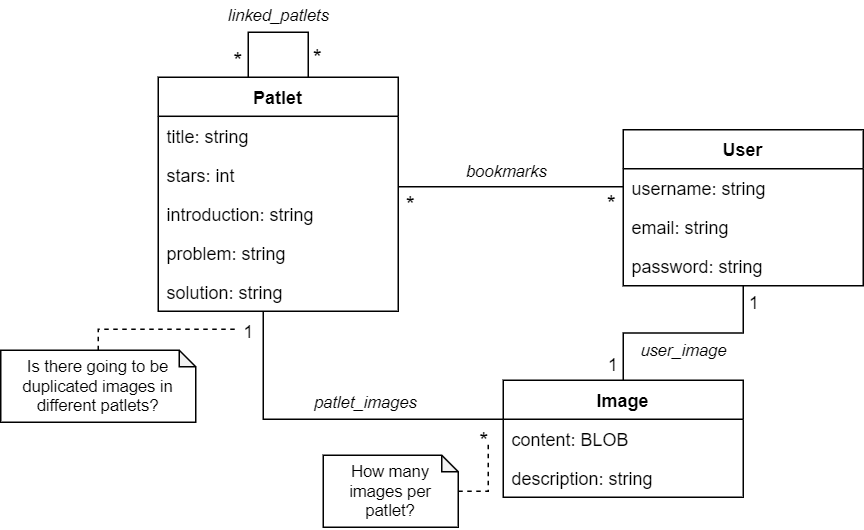 linked_patlets
*
*
Patlet
title: string
stars: int
introduction: string
problem: string
solution: string
bookmarks
*
*
User
username: string
email: string
password: string
1
1
user_image
1
Is there going to be
duplicated images in
different patlets?
patlet_images
*
Image
content: BLOB
description: string
How many
images per
patlet?